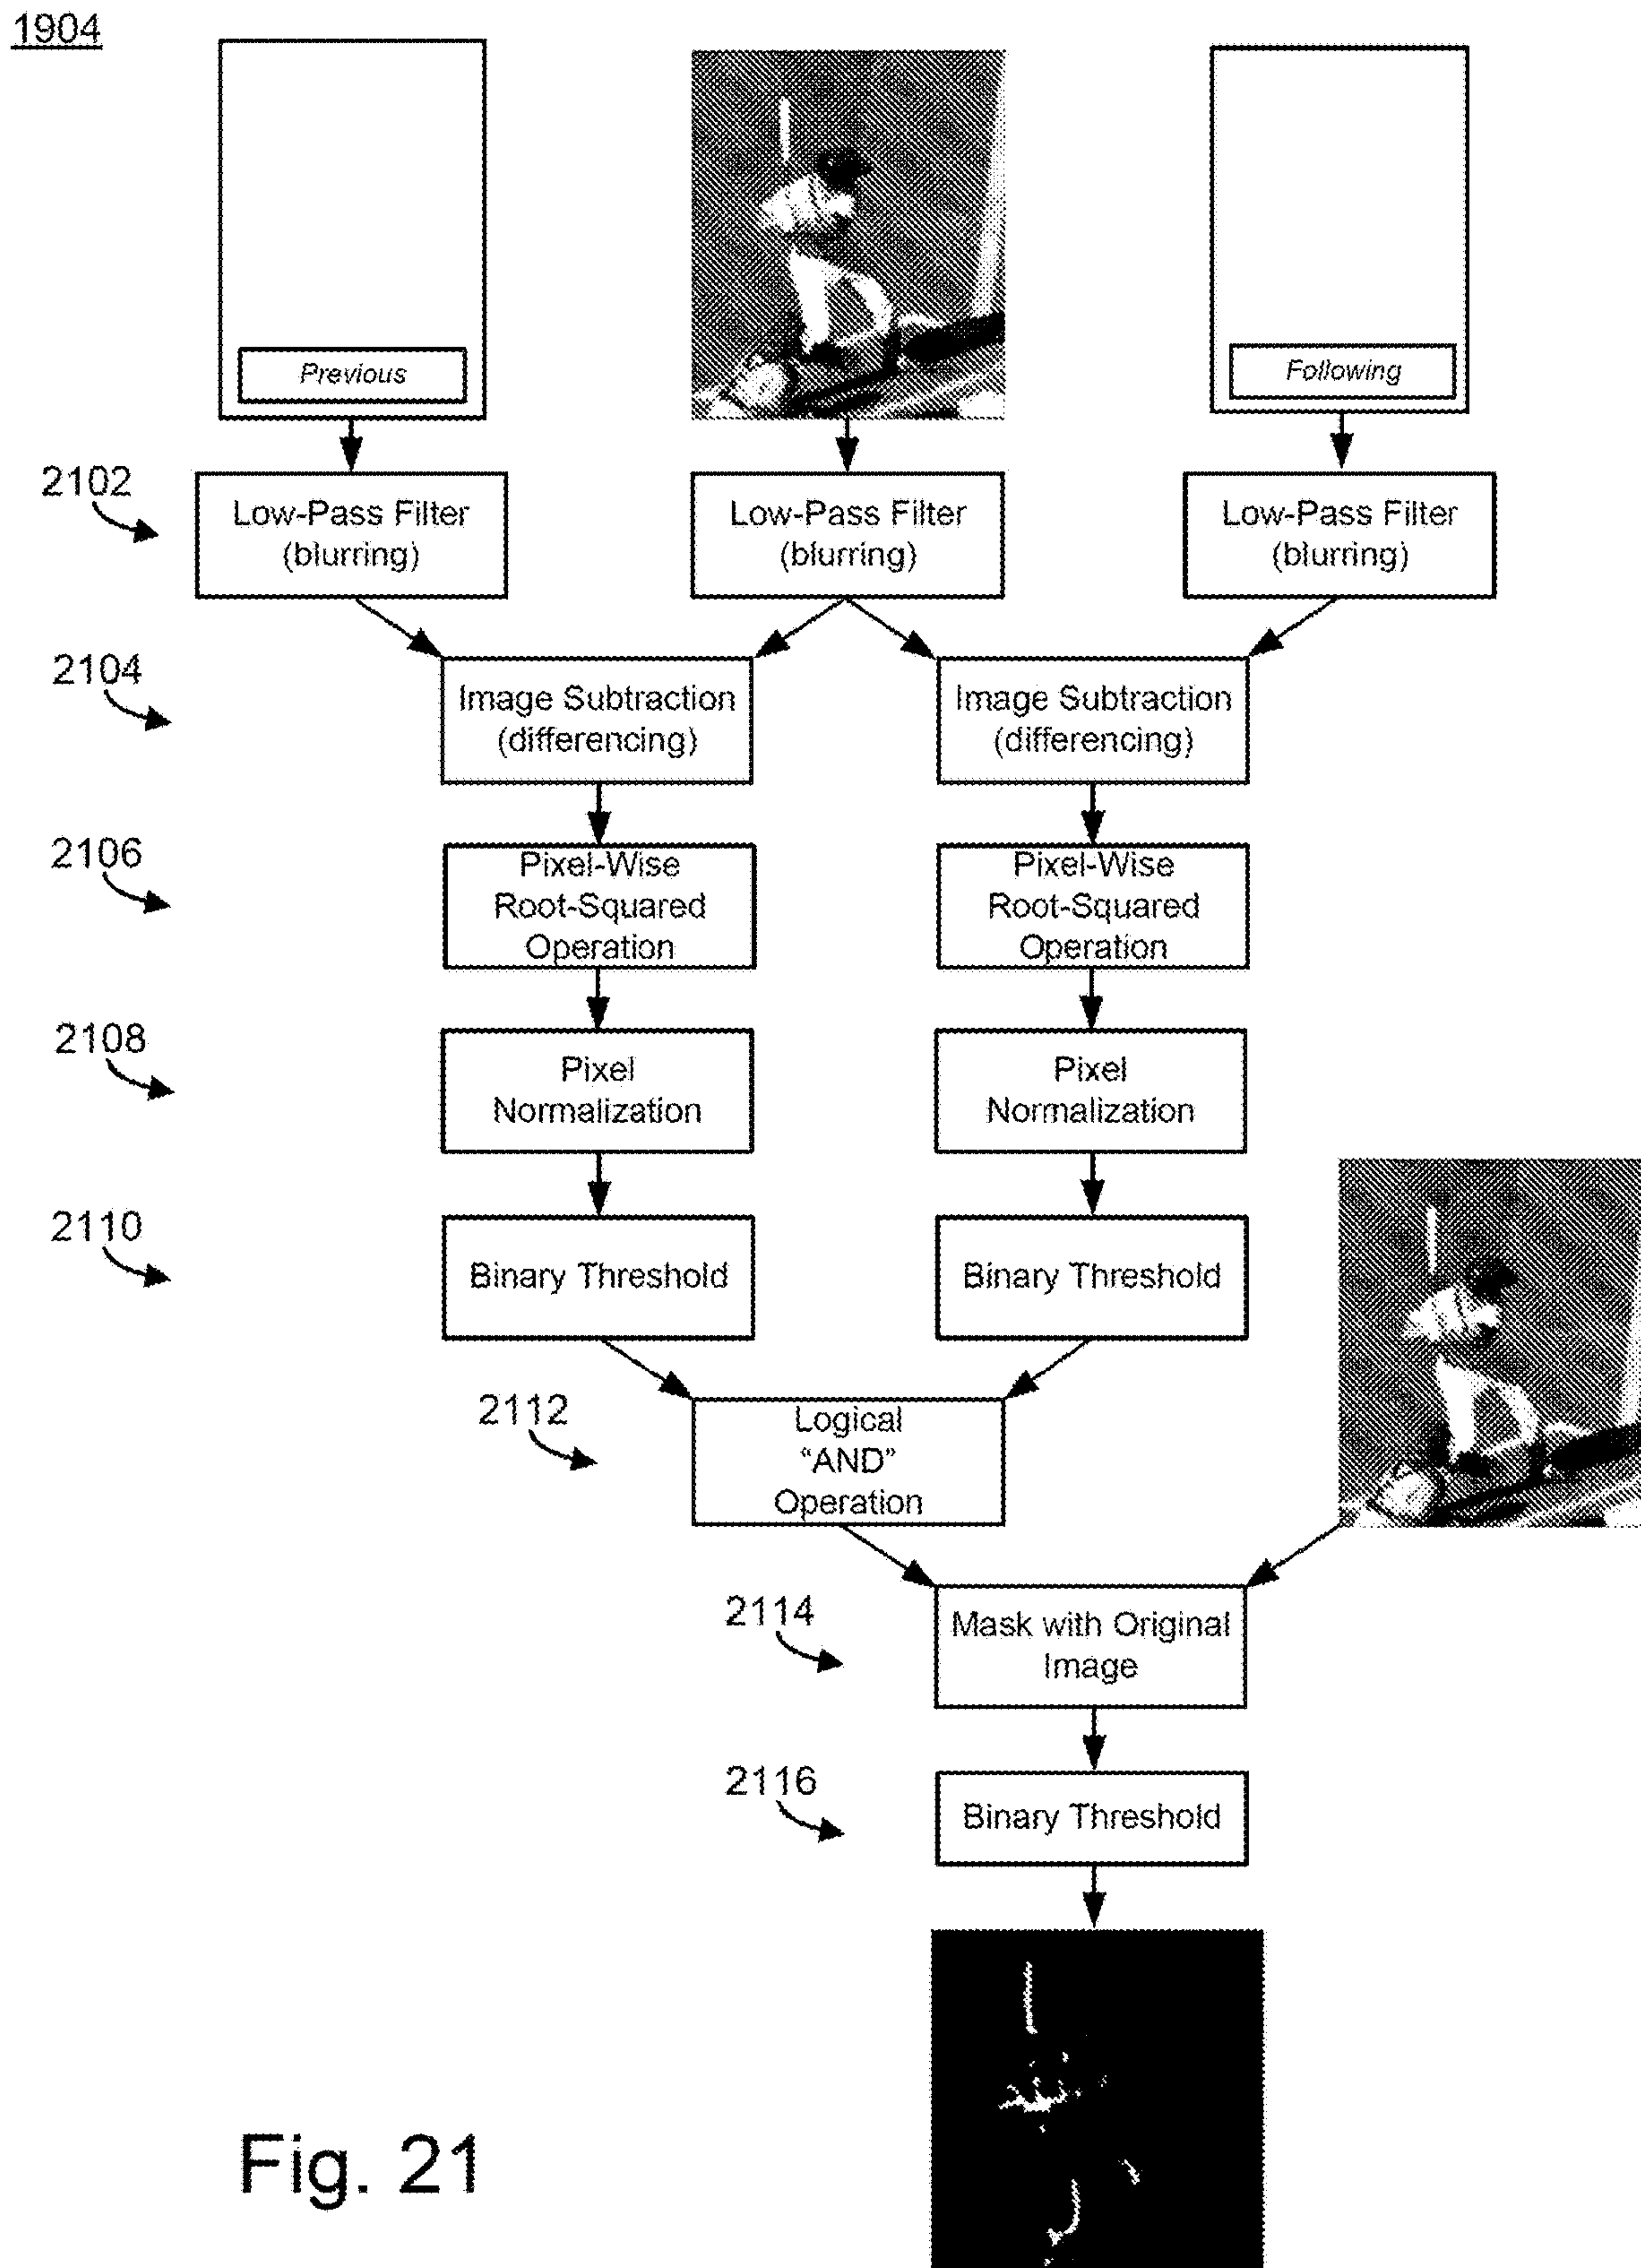 1904
Previous
Following
2102
Low-Pass Filter
(blurring)
Low-Pass Filter
(blurring)
Low-Pass Filter
(blurring)
2104
Image Subtraction
(differencing)
Image Subtraction
(differencing)
2106
Pixel-Wise
Root-Squared
Operation
Pixel-Wise
Root-Squared
Operation
2108
Pixel
Normalization
Pixel
Normalization
2110
Binary Threshold
Binary Threshold
2112
Logical
“AND”
Operation
2114
Mask with Original
Image
2116
Binary Threshold
Fig. 21